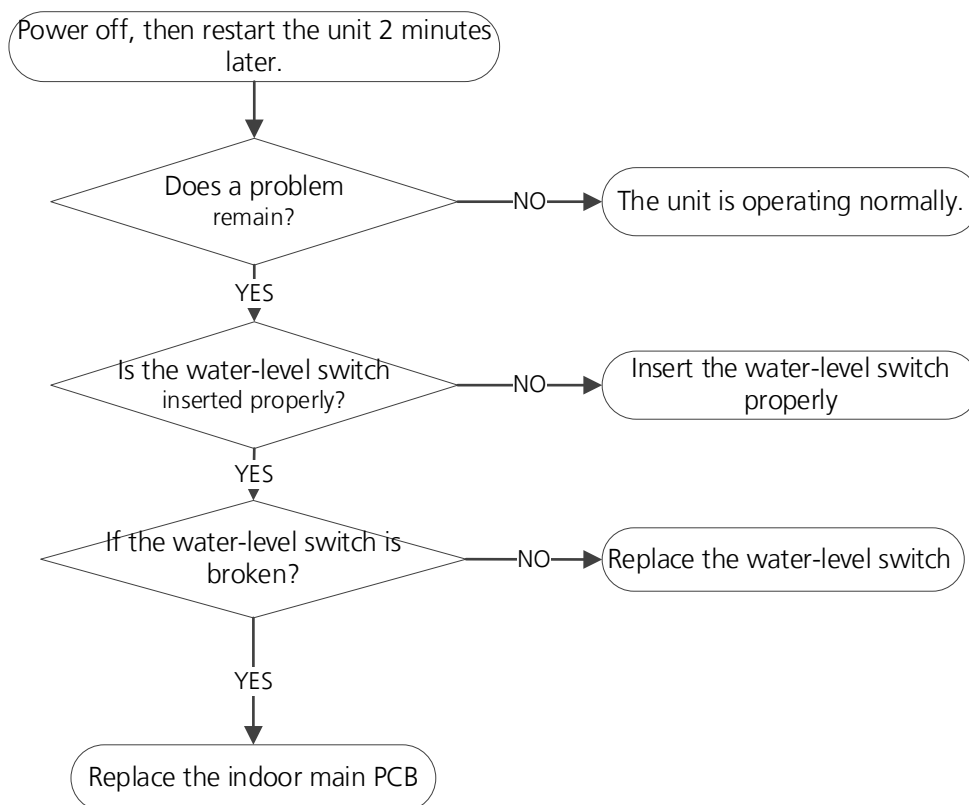 Power off, then restart the unit 2 minutes
later.
Does a problem
remain?
NO
The unit is operating normally.
YES
Is the water-level switch
inserted properly?
NO
Insert the water-level switch
properly
YES
If the water-level switch is
broken?
NO
Replace the water-level switch
YES
Replace the indoor main PCB